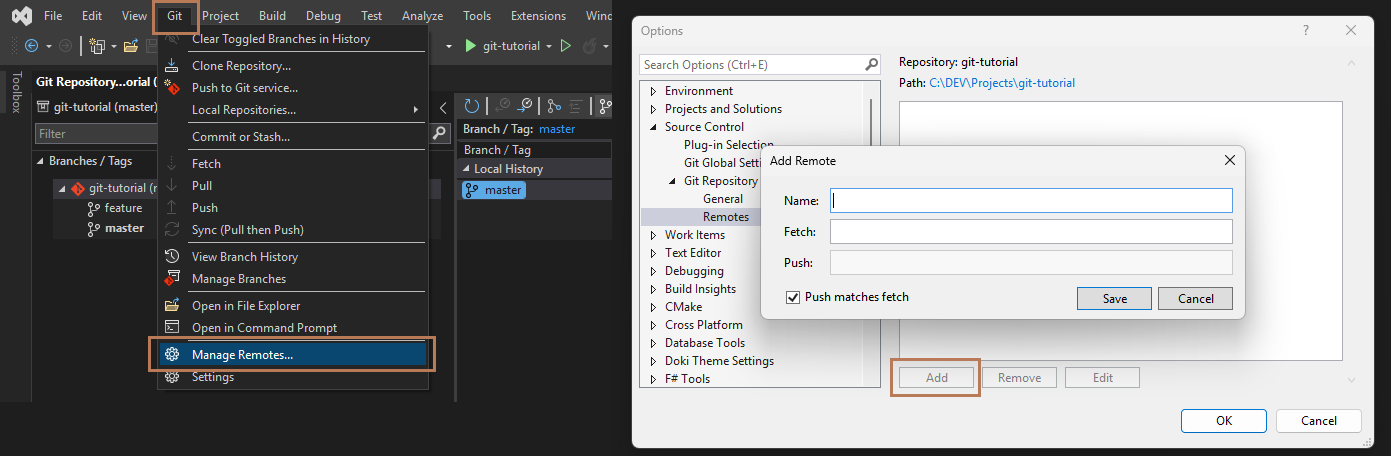 File Edit View Git Project Build Debug Test Analyze Tools Extensions Wind
Clear Toggled Branches in History
git-tutorial
Toolbox
Git Repository...orial (
git-tutorial (master)
Filter
Branches / Tags
git-tutorial (
feature
master
Clone Repository...
Push to Git service...
Local Repositories...
Commit or Stash...
Fetch
Pull
Push
Sync (Pull then Push)
View Branch History
Manage Branches
Open in File Explorer
Open in Command Prompt
Manage Remotes...
Settings
Branch / Tag: master
Branch / Tag
Local History
master
Options
?
Search Options (Ctrl+E)
Environment
Projects and Solutions
Source Control
Plug-in Selection
Git Global Setti
Git Repository
General
Remotes
Work Items
Text Editor
Debugging
Build Insights
CMake
Cross Platform
Database Tools
Doki Theme Settings
F# Tools
Repository: git-tutorial
Path: C:\DEV\Projects\git-tutorial
Add Remote
Name:
Fetch:
Push:
Push matches fetch
Save Cancel
Add Remove Edit
OK Cancel